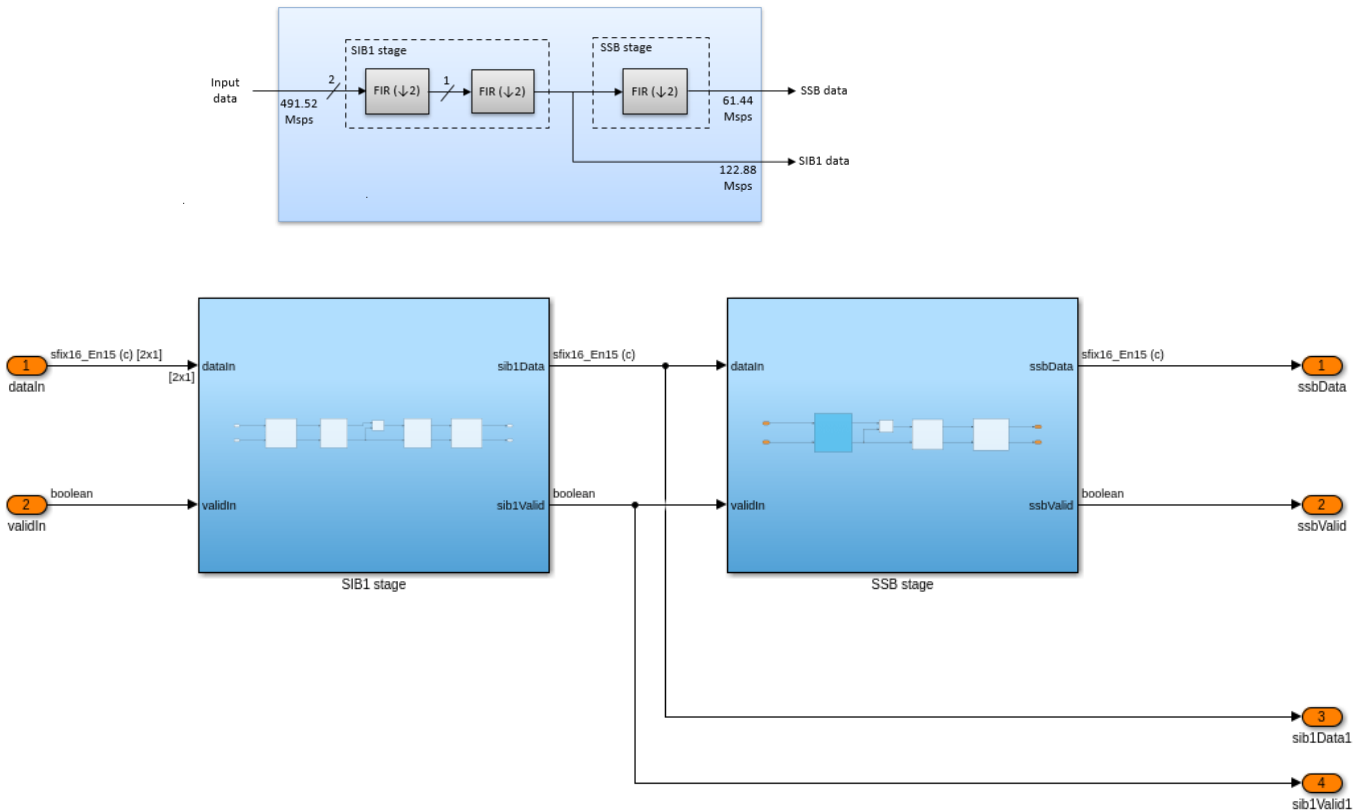 SIB1 stage
SSB stage
Input
data
2
FIR (↓2)
1
FIR (↓2)
FIR (↓2)
SSB data
491.52
Msps
61.44
Msps
SIB1 data
122.88
Msps
sfix16_En15 (c) [2x1]
sfix16_En15 (c)
sfix16_En15 (c)
1
dataIn
[2x1]
dataIn
sib1Data
dataIn
ssbData
1
ssbData
boolean
boolean
boolean
2
validIn
validIn
sib1Valid
validIn
ssbValid
2
ssbValid
SIB1 stage
SSB stage
3
sib1Data1
4
sib1Valid1